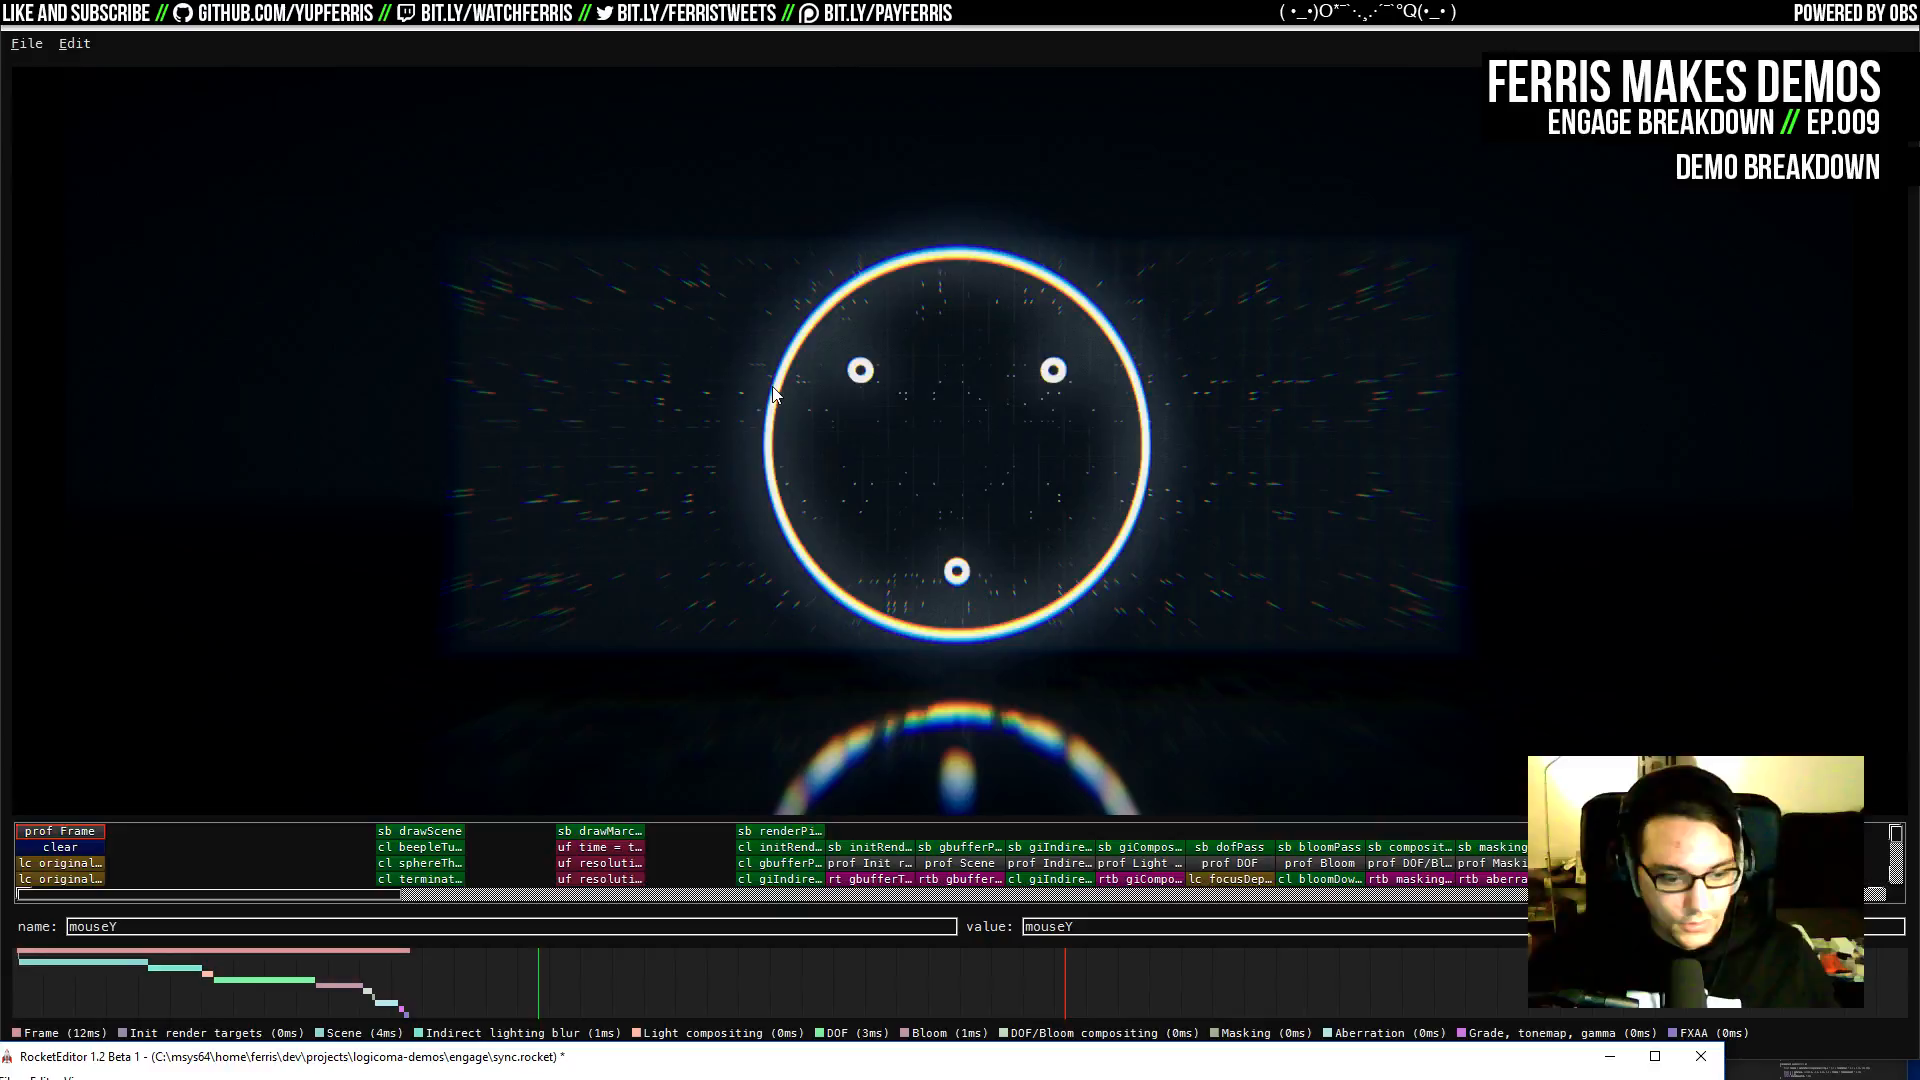 LIKE AND SUBSCRIBE // GITHUB.COM/YUPFERRIS // BIT.LY/WATCHFERRIS // BIT.LY/FERRISTWEETS // BIT.LY/PAYFERRIS
POWERED BY OBS
File Edit
FERRIS MAKES DEMOS
ENGAGE BREAKDOWN // EP.009
DEMO BREAKDOWN
prof Frame sb drawScene sb drawMarc… sb renderPi…
clear cl beepleTu… uf time = t… cl initRend… sb initRend… sb gbufferP… sb giIndire… sb giCompos… sb dofPass sb bloomPass sb composit… sb masking
lc original… cl sphereTh… uf resoluti… cl gbufferP… prof Init r… prof Scene prof Indire… prof Light … prof DOF prof Bloom prof DOF/Bl… prof Maski
lc original… cl terminat… uf resoluti… cl giIndire… rt gbufferT… rtb gbuffer… cl giIndire… rtb giCompo… lc focusDep… cl bloomDow… rtb masking… rtb aberra
name: mouseY value: mouseY
Frame (12ms) Init render targets (0ms) Scene (4ms) Indirect lighting blur (1ms) Light compositing (0ms) DOF (3ms) Bloom (1ms) DOF/Bloom compositing (0ms) Masking (0ms) Aberration (0ms) Grade, tonemap, gamma (0ms) FXAA (0ms)
RocketEditor 1.2 Beta 1 - (C:\msys64\home\ferris\dev\projects\logicoma-demos\engage\sync.rocket) *